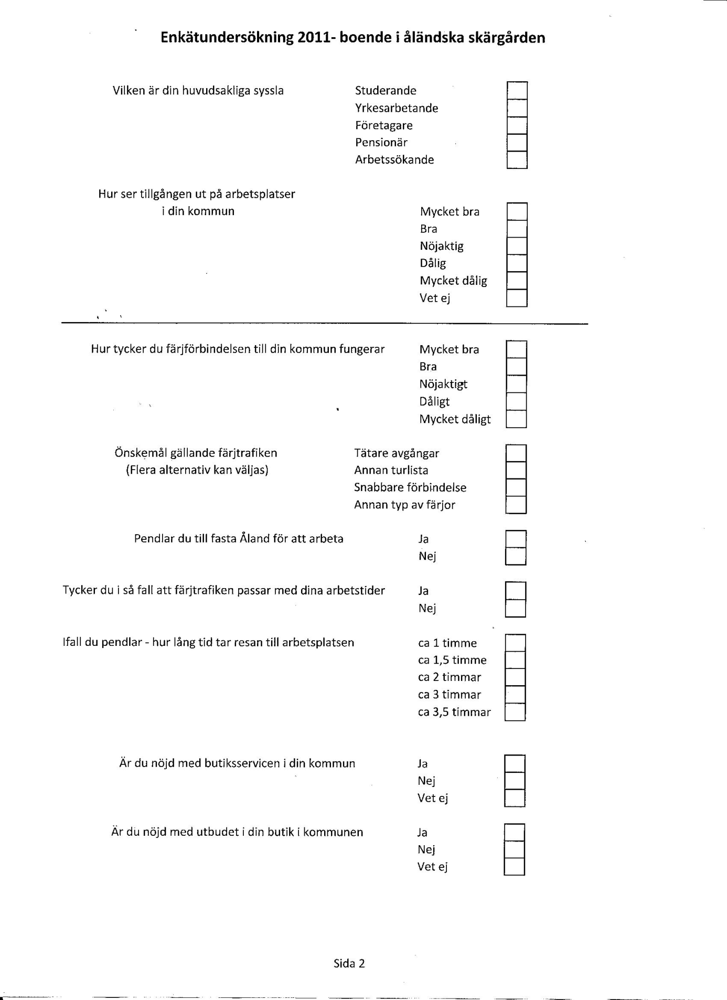 Enkätundersökning 2011- boende i åländska skärgården
Vilken är din huvudsakliga syssla Studerande
Yrkesarbetande
Företagare
Pensionär
Arbetssökande
Hur ser tillgången ut på arbetsplatser
i din kommun Mycket bra
Bra
Nöjaktig
Dålig
Mycket dålig
Vet ej
Hur tycker du färjförbindelsen till din kommun fungerar Mycket bra
Bra
Nöjaktigt
Dåligt
Mycket dåligt
Önskemål gällande färjtrafiken Tätare avgångar
(Flera alternativ kan väljas) Annan turlista
Snabbare förbindelse
Annan typ av färjor
Pendlar du till fasta Åland för att arbeta Ja
Nej
Tycker du i så fall att färjtrafiken passar med dina arbetstider Ja
Nej
Ifall du pendlar - hur lång tid tar resan till arbetsplatsen ca 1 timme
ca 1,5 timme
ca 2 timmar
ca 3 timmar
ca 3,5 timmar
Är du nöjd med butiksservicen i din kommun Ja
Nej
Vet ej
Är du nöjd med utbudet i din butik i kommunen Ja
Nej
Vet ej
Sida 2